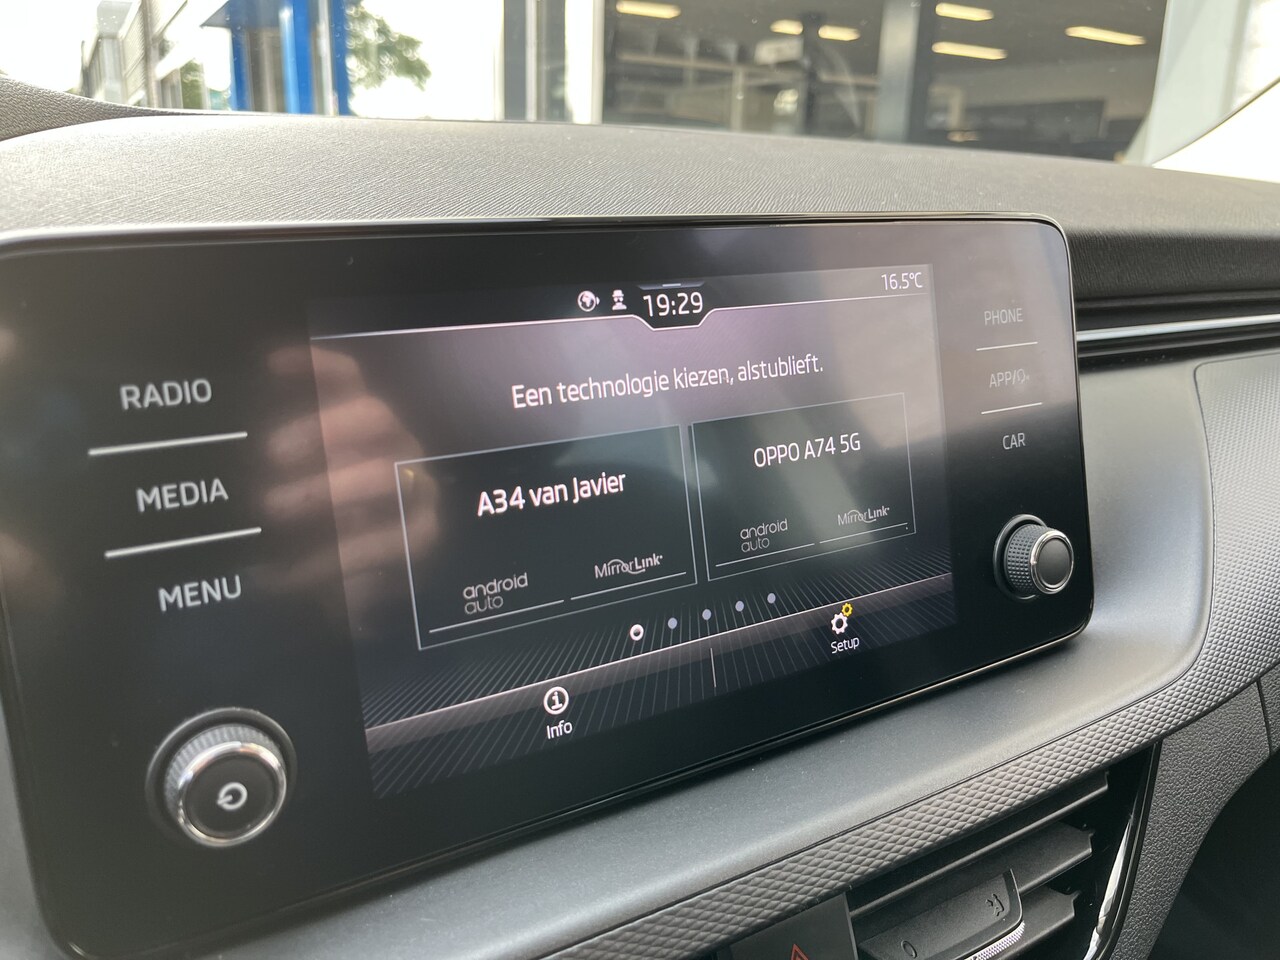 19:29
16.5°C
Een technologie kiezen, alstublieft.
A34 van Javier
android auto
MirrorLink
OPPO A74 5G
android auto
MirrorLink
Info
Setup
RADIO
MEDIA
MENU
PHONE
APP/
CAR